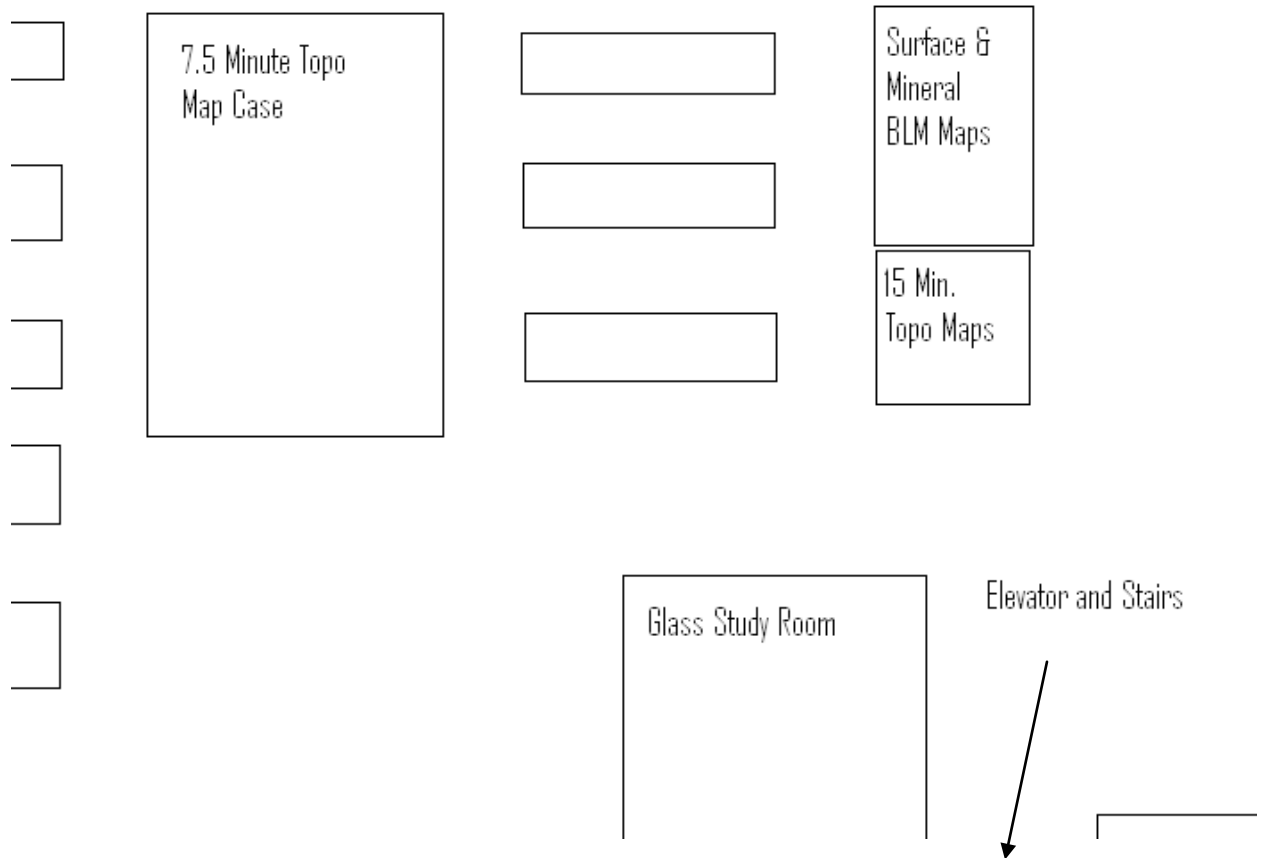 7.5 Minute Topo
Map Case
Surface &
Mineral
BLM Maps
15 Min.
Topo Maps
Glass Study Room
Elevator and Stairs